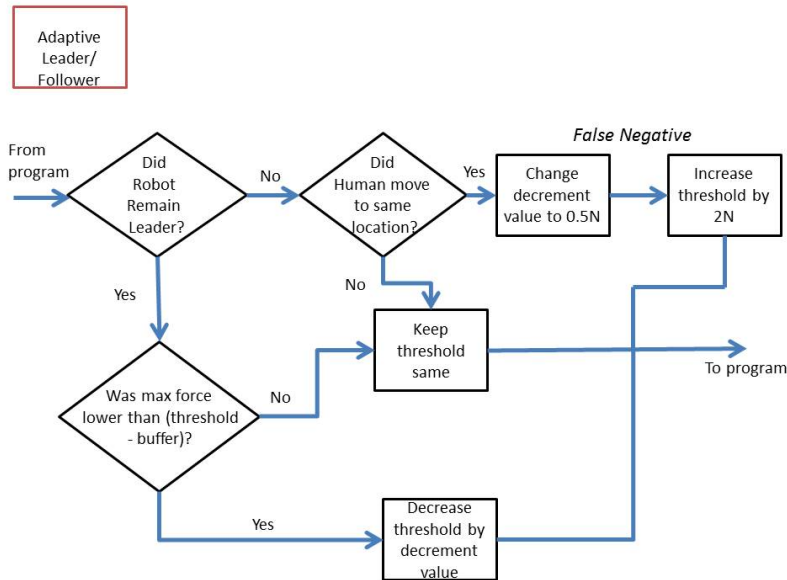 Adaptive
Leader/
Follower
From
program
Did
Robot
Remain
Leader?
No
Did
Human move
to same
location?
Yes
False Negative
Change
decrement
value to 0.5N
Increase
threshold by
2N
Yes
No
Keep
threshold
same
To program
Was max force
lower than (threshold
- buffer)?
No
Yes
Decrease
threshold by
decrement
value